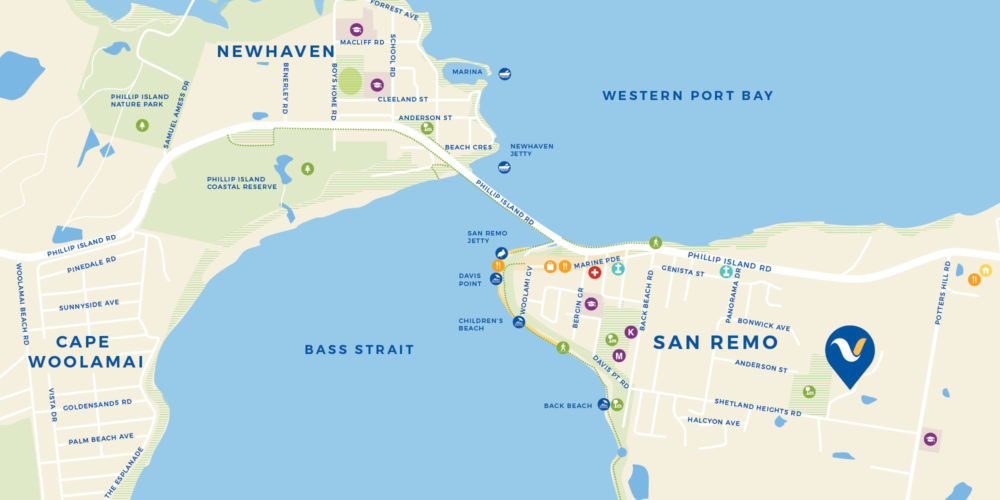 FORREST AVE
NEWHAVEN
MACLIFF RD
SCHOOL RD
BENERLEY RD
BOYS HOME RD
MARINA
CLEELAND ST
PHILLIP ISLAND
NATURE PARK
SAMUEL AMESS DR
ANDERSON ST
WESTERN PORT BAY
BEACH CRES
NEWHAVEN
JETTY
PHILLIP ISLAND
COASTAL RESERVE
PHILLIP ISLAND RD
PHILLIP ISLAND RD
SAN REMO
JETTY
PINEDALE RD
MARINE PDE
PHILLIP ISLAND RD
GENISTA ST
DAVIS
POINT
WOOLAMI GV
BERGIN GR
BACK BEACH RD
PANORAMA DR
POTTERS HILL RD
WOOLAMAI BEACH RD
SUNNYSIDE AVE
CHILDREN'S
BEACH
BONWICK AVE
CAPE
WOOLAMAI
BASS STRAIT
K
SAN REMO
M
ANDERSON ST
DAVIS PT RD
VISTA DR
GOLDENSANDS RD
BACK BEACH
SHETLAND HEIGHTS RD
HALCYON AVE
PALM BEACH AVE
THE ESPLANADE